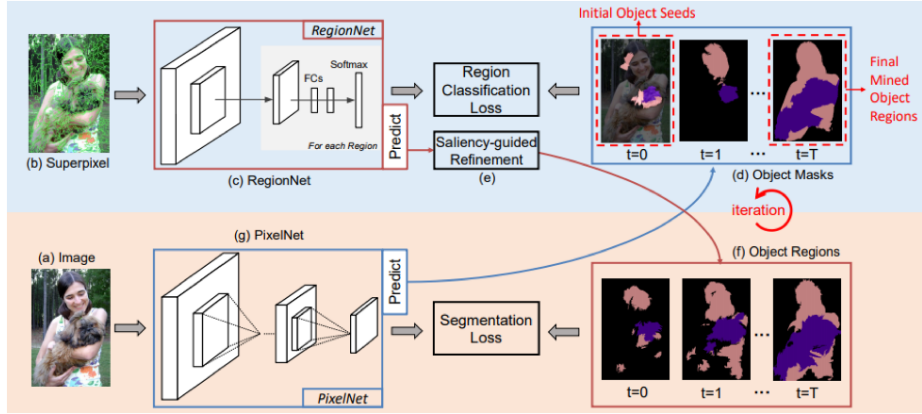 Initial Object Seeds
RegionNet
Softmax
FCs
For each Region
Predict
(b) Superpixel
(c) RegionNet
Region
Classification
Loss
Saliency-guided
Refinement
(e)
t=0
t=1
...
t=T
(d) Object Masks
Final
Mined
Object
Regions
iteration
(g) PixelNet
(a) Image
Predict
PixelNet
Segmentation
Loss
(f) Object Regions
...
t=0
t=1
...
t=T